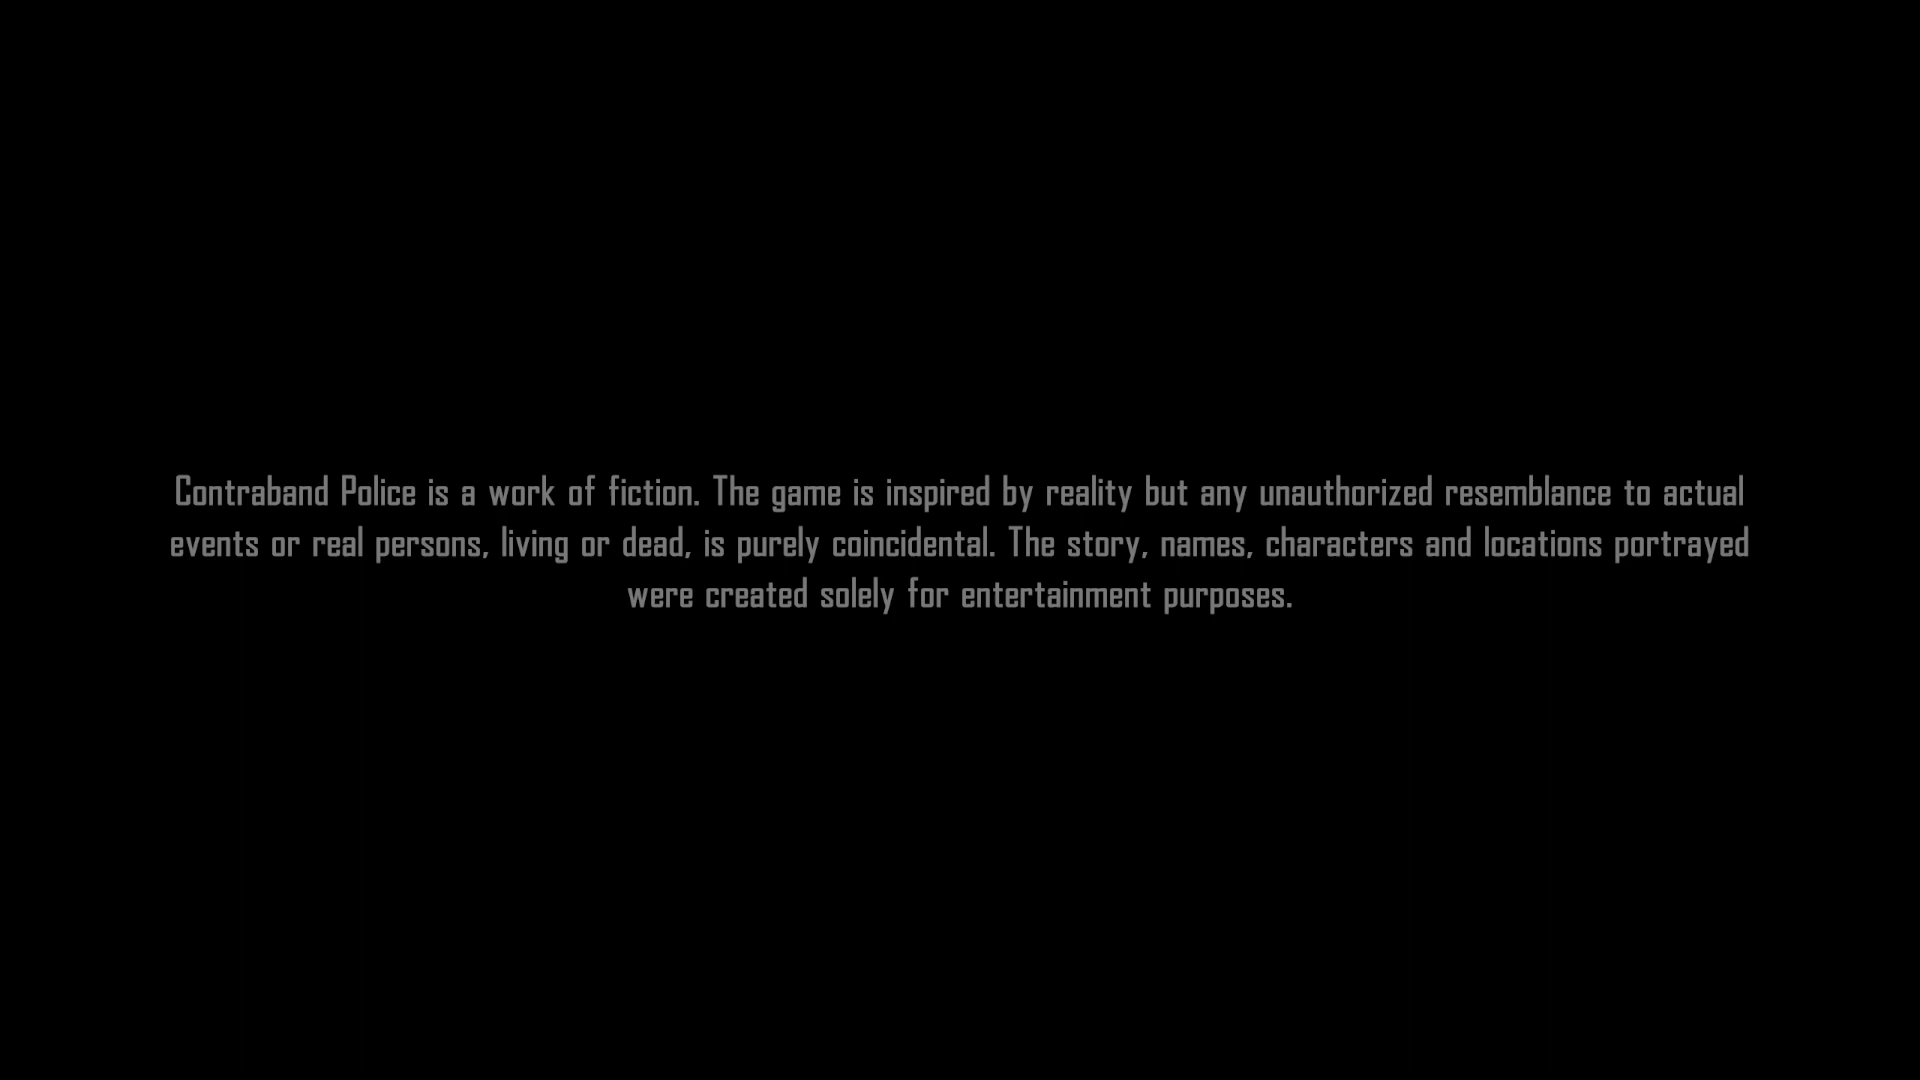 Contraband Police is a work of fiction. The game is inspired by reality but any unauthorized resemblance to actual
events or real persons, living or dead, is purely coincidental. The story, names, characters and locations portrayed
were created solely for entertainment purposes.